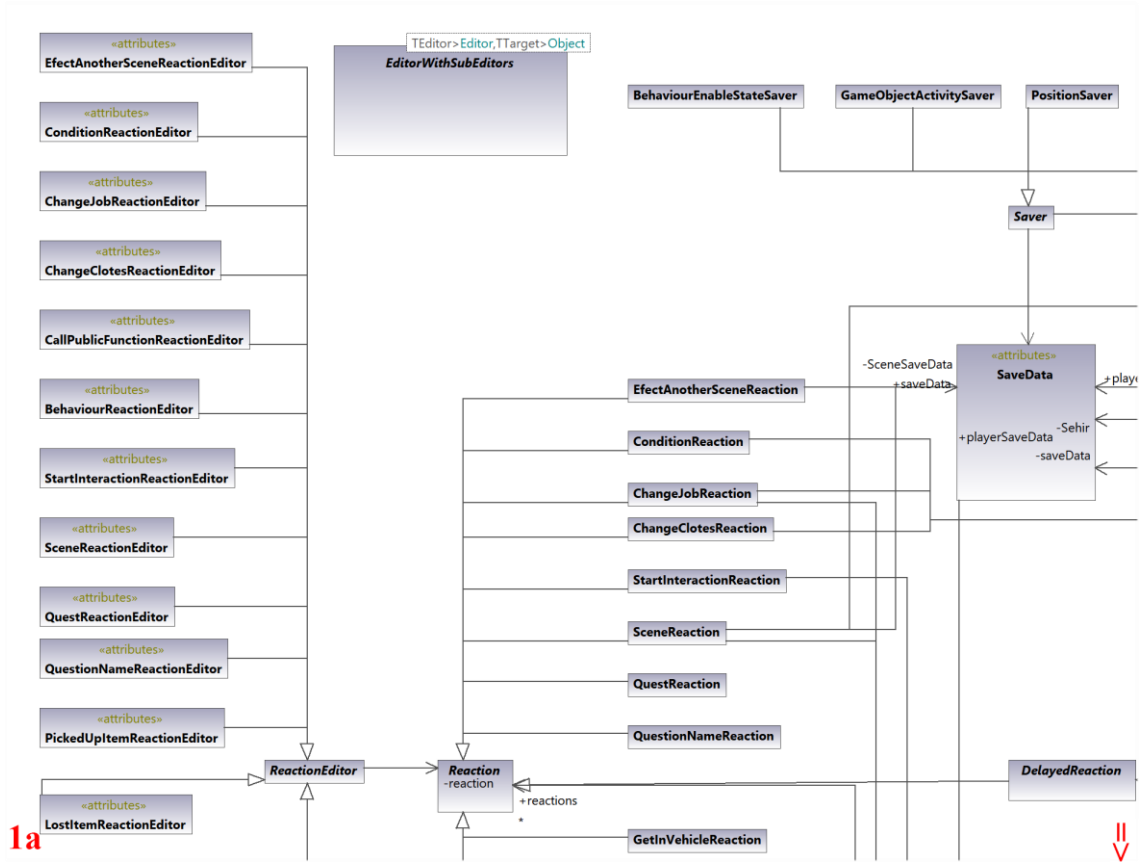 «attributes»
EfectAnotherSceneReactionEditor
«attributes»
ConditionReactionEditor
«attributes»
ChangeJobReactionEditor
«attributes»
ChangeClotesReactionEditor
«attributes»
CallPublicFunctionReactionEditor
«attributes»
BehaviourReactionEditor
«attributes»
StartInteractionReactionEditor
«attributes»
SceneReactionEditor
«attributes»
QuestReactionEditor
«attributes»
QuestionNameReactionEditor
«attributes»
PickedUpItemReactionEditor
«attributes»
LostItemReactionEditor
1a
TEditor>Editor,TTarget>Object
EditorWithSubEditors
ReactionEditor
Reaction
-reaction
+reactions
*
BehaviourEnableStateSaver
GameObjectActivitySaver
PositionSaver
Saver
-SceneSaveData
+saveData
«attributes»
SaveData
-Sehir
+playerSaveData
-saveData
EfectAnotherSceneReaction
ConditionReaction
ChangeJobReaction
ChangeClotesReaction
StartInteractionReaction
SceneReaction
QuestReaction
QuestionNameReaction
DelayedReaction
GetInVehicleReaction